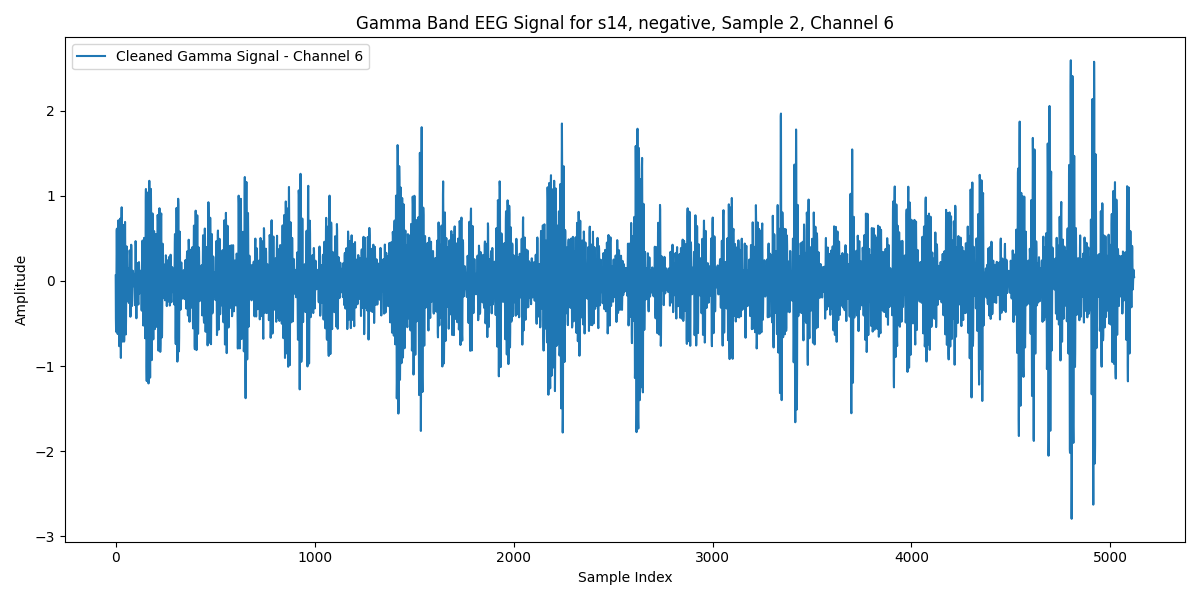 Gamma Band EEG Signal for s14, negative, Sample 2, Channel 6
Cleaned Gamma Signal - Channel 6
Amplitude
2
1
0
−1
−2
−3
0 1000 2000 3000 4000 5000
Sample Index